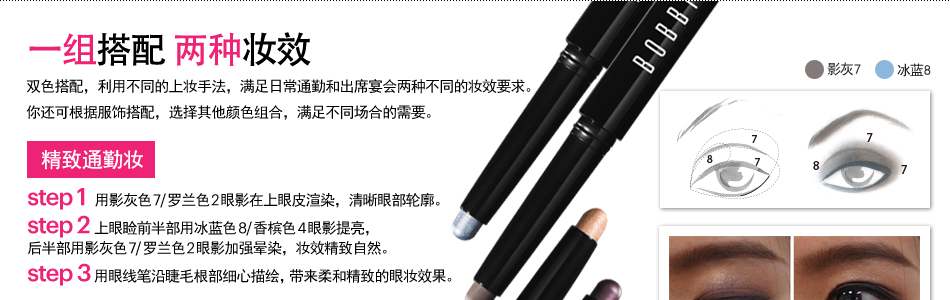 一组搭配 两种妆效
双色搭配，利用不同的上妆手法，满足日常通勤和出席宴会两种不同的妆效要求。
你还可根据服饰搭配，选择其他颜色组合，满足不同场合的需要。
精致通勤妆
step 1 用影灰色7/罗兰色2眼影在上眼皮渲染，清晰眼部轮廓。
step 2 上眼睑前半部用冰蓝色8/香槟色4眼影提亮，
后半部用影灰色7/罗兰色2眼影加强晕染，妆效精致自然。
step 3 用眼线笔沿睫毛根部细心描绘，带来柔和精致的眼妆效果。
BOBB
影灰7 冰蓝8
7
8 7
7
8 7